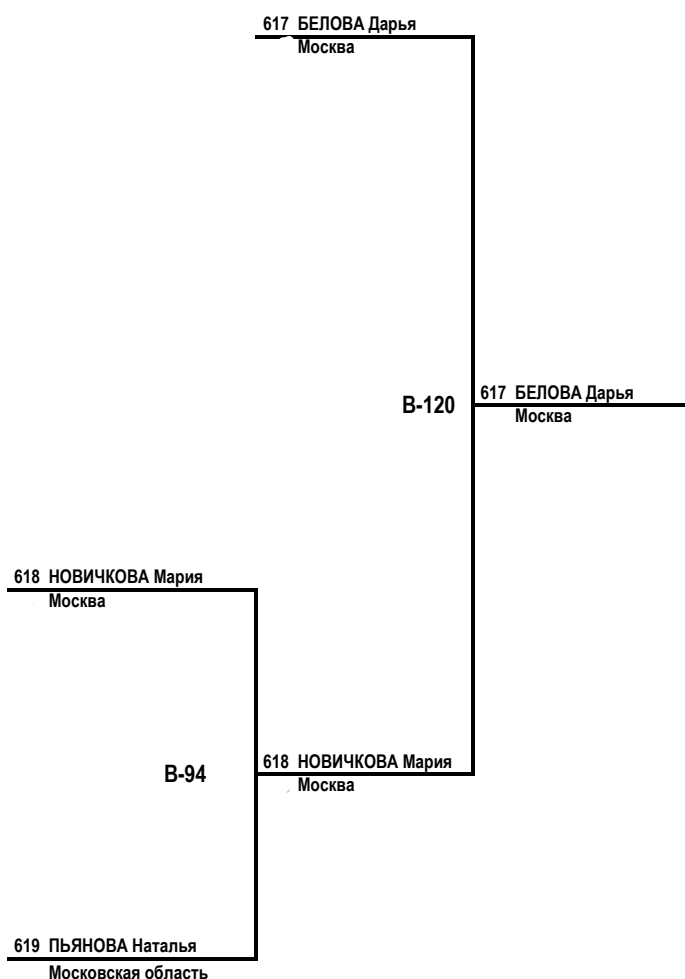 617 БЕЛОВА Дарья
Москва
B-120
617 БЕЛОВА Дарья
Москва
618 НОВИЧКОВА Мария
Москва
B-94
618 НОВИЧКОВА Мария
Москва
619 ПЬЯНОВА Наталья
Московская область